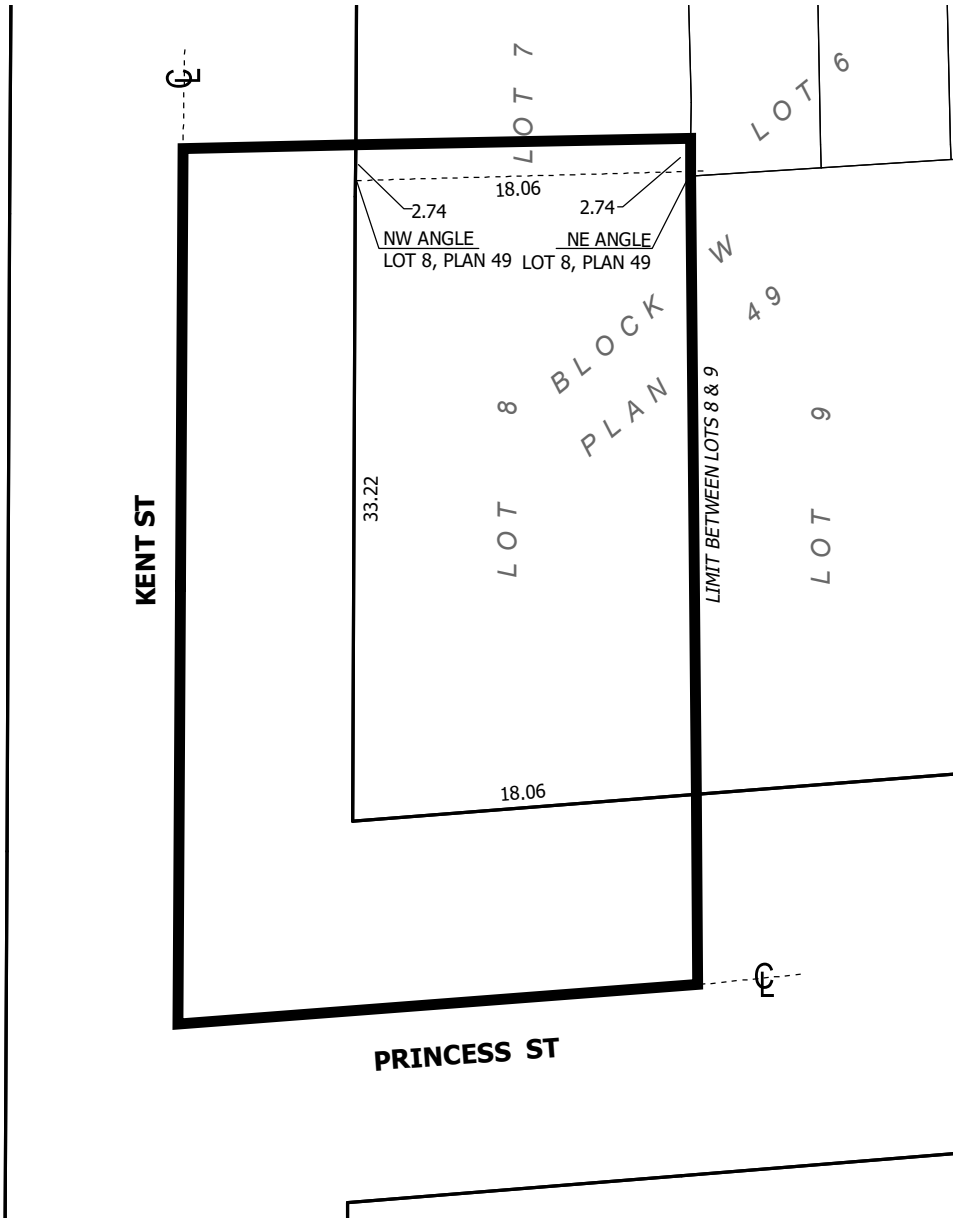 ℄
LOT 7
LOT 6
18.06
2.74
2.74
NW ANGLE
LOT 8, PLAN 49
NE ANGLE
LOT 8, PLAN 49
BLOCK W
PLAN 49
LOT 8
LOT 9
LIMIT BETWEEN LOTS 8 & 9
33.22
KENT ST
18.06
℄
PRINCESS ST